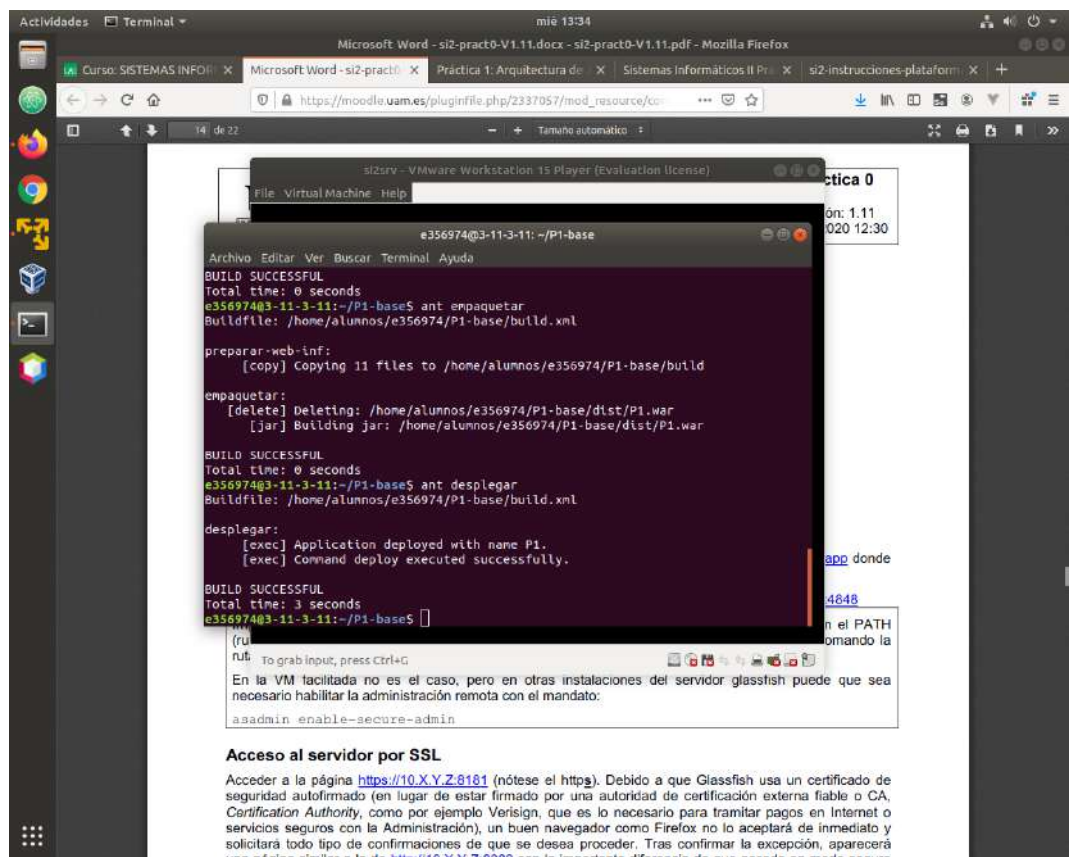 Actividades Terminal mié 13:34
Microsoft Word - si2-pract0-V1.11.docx - si2-pract0-V1.11.pdf - Mozilla Firefox
Curso: SISTEMAS INFOR Microsoft Word - si2-pract0 Práctica 1: Arquitectura de Sistemas Informáticos II Pr si2-instrucciones-plataform
https://moodle.uam.es/pluginfile.php/2337057/mod_resource/co
14 de 22 Tamaño automático
si2srv - VMware Workstation 15 Player (Evaluation license)
ctica 0
File Virtual Machine Help
ón: 1.11
020 12:30
e356974@3-11-3-11: ~/P1-base
Archivo Editar Ver Buscar Terminal Ayuda
BUILD SUCCESSFUL
Total time: 0 seconds
e356974@3-11-3-11:~/P1-base$ ant empaquetar
Buildfile: /home/alumnos/e356974/P1-base/build.xml
preparar-web-inf:
[copy] Copying 11 files to /home/alumnos/e356974/P1-base/build
empaquetar:
[delete] Deleting: /home/alumnos/e356974/P1-base/dist/P1.war
[jar] Building jar: /home/alumnos/e356974/P1-base/dist/P1.war
BUILD SUCCESSFUL
Total time: 0 seconds
e356974@3-11-3-11:~/P1-base$ ant desplegar
Buildfile: /home/alumnos/e356974/P1-base/build.xml
desplegar:
[exec] Application deployed with name P1.
[exec] Command deploy executed successfully.
app donde
BUILD SUCCESSFUL
Total time: 3 seconds
:4848
e356974@3-11-3-11:~/P1-base$
n el PATH
(ru
omando la
rut
To grab input, press Ctrl+G
En la VM facilitada no es el caso, pero en otras instalaciones del servidor glassfish puede que sea
necesario habilitar la administración remota con el mandato:
asadmin enable-secure-admin
Acceso al servidor por SSL
Acceder a la página https://10.X.Y.Z:8181 (nótese el https). Debido a que Glassfish usa un certificado de
seguridad autofirmado (en lugar de estar firmado por una autoridad de certificación externa fiable o CA,
Certification Authority, como por ejemplo Verisign, que es lo necesario para tramitar pagos en Internet o
servicios seguros con la Administración), un buen navegador como Firefox no lo aceptará de inmediato y
solicitará todo tipo de confirmaciones de que se desea proceder. Tras confirmar la excepción, aparecerá